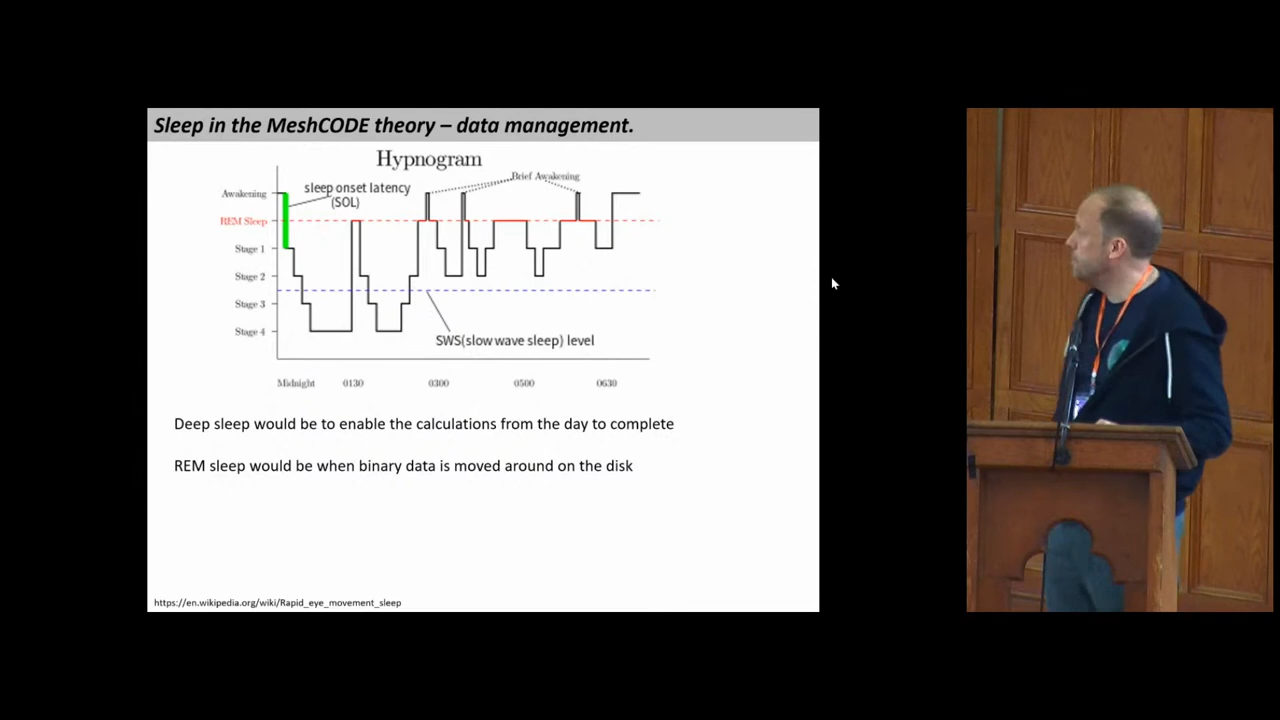 Sleep in the MeshCODE theory – data management.
Hypnogram
Brief Awakening
sleep onset latency
(SOL)
Awakening
REM Sleep
Stage 1
Stage 2
Stage 3
Stage 4
SWS(slow wave sleep) level
Midnight 0130 0300 0500 0630
Deep sleep would be to enable the calculations from the day to complete
REM sleep would be when binary data is moved around on the disk
https://en.wikipedia.org/wiki/Rapid_eye_movement_sleep